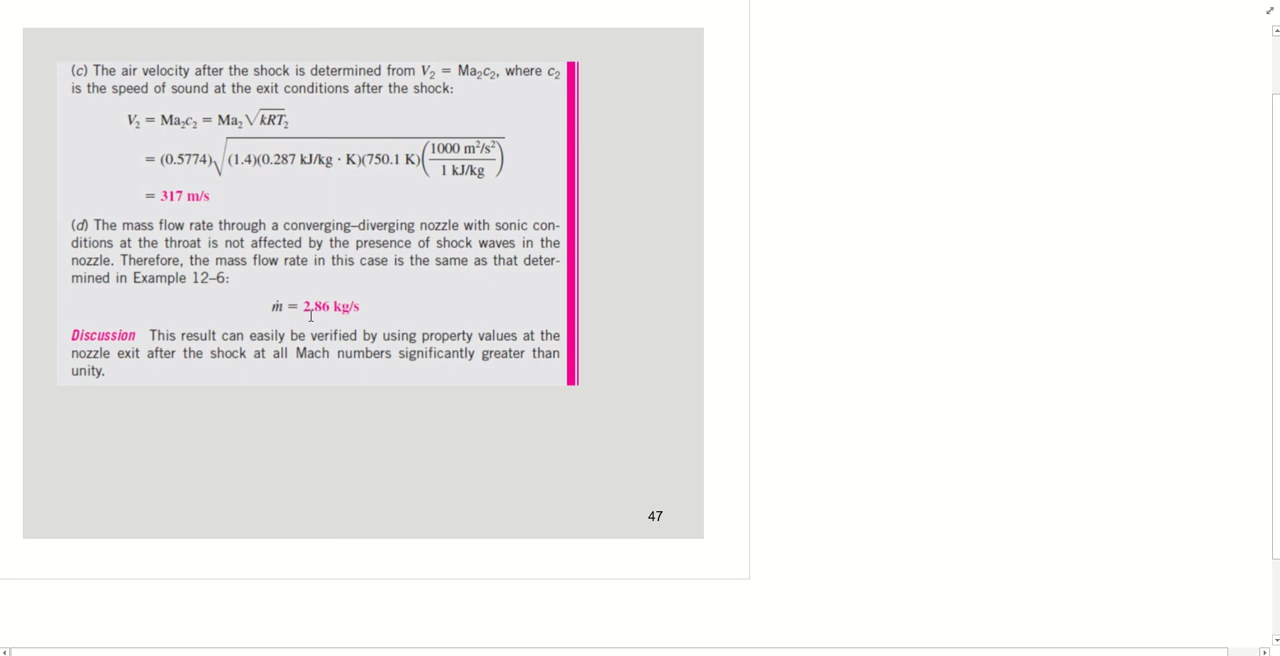 (c) The air velocity after the shock is determined from V₂ = Ma₂c₂, where c₂
is the speed of sound at the exit conditions after the shock:
V₂ = Ma₂c₂ = Ma₂ √kRT₂
= (0.5774)√(1.4)(0.287 kJ/kg · K)(750.1 K)(1000 m²/s² / 1 kJ/kg)
= 317 m/s
(d) The mass flow rate through a converging–diverging nozzle with sonic con-
ditions at the throat is not affected by the presence of shock waves in the
nozzle. Therefore, the mass flow rate in this case is the same as that deter-
mined in Example 12–6:
ṁ = 2.86 kg/s
Discussion This result can easily be verified by using property values at the
nozzle exit after the shock at all Mach numbers significantly greater than
unity.
47